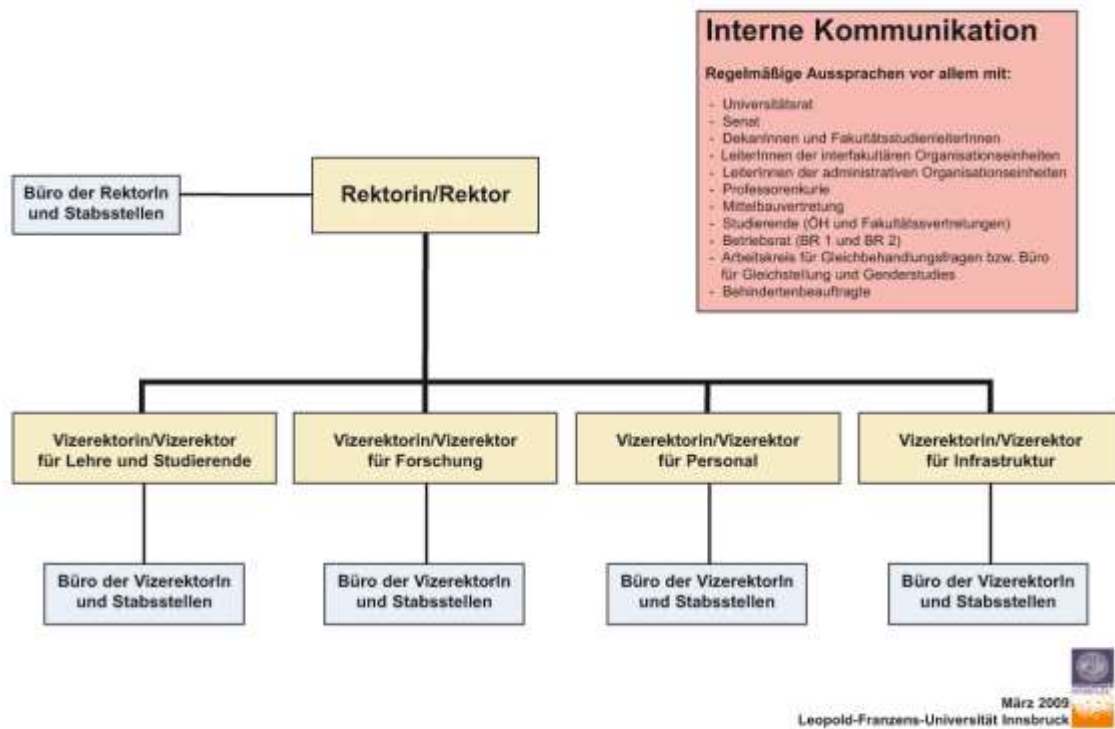 Interne Kommunikation
Regelmäßige Aussprachen vor allem mit:
- Universitätsrat
- Senat
- DekanInnen und FakultätsstudienleiterInnen
- LeiterInnen der interfakultären Organisationseinheiten
- LeiterInnen der administrativen Organisationseinheiten
- Professorenkurie
- Mittelbauvertretung
- Studierende (ÖH und Fakultätssvertretungen)
- Betriebsrat (BR 1 und BR 2)
- Arbeitskreis für Gleichbehandlungsfragen bzw. Büro
für Gleichstellung und Genderstudies
- Behindertenbeauftragte
Büro der RektorIn
und Stabsstellen
Rektorin/Rektor
Vizerektorin/Vizerektor
für Lehre und Studierende
Vizerektorin/Vizerektor
für Forschung
Vizerektorin/Vizerektor
für Personal
Vizerektorin/Vizerektor
für Infrastruktur
Büro der VizerektorIn
und Stabsstellen
Büro der VizerektorIn
und Stabsstellen
Büro der VizerektorIn
und Stabsstellen
Büro der VizerektorIn
und Stabsstellen
März 2009
Leopold-Franzens-Universität Innsbruck